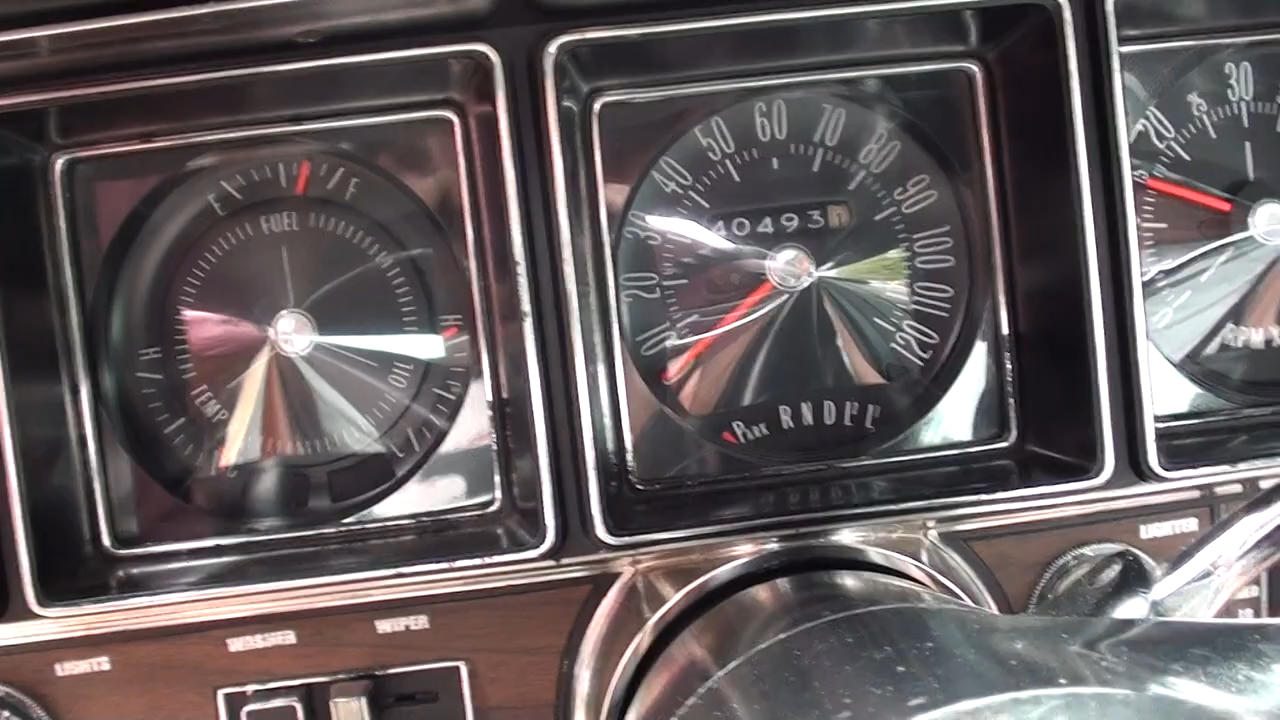 E F
FUEL
H
TEMP
H
OIL
C
10 20 30 40 50 60 70 80 90 100 110 120
40493
PARK R N D
20 25 30
RPM X
LIGHTS
WASHER
WIPER
LIGHTER